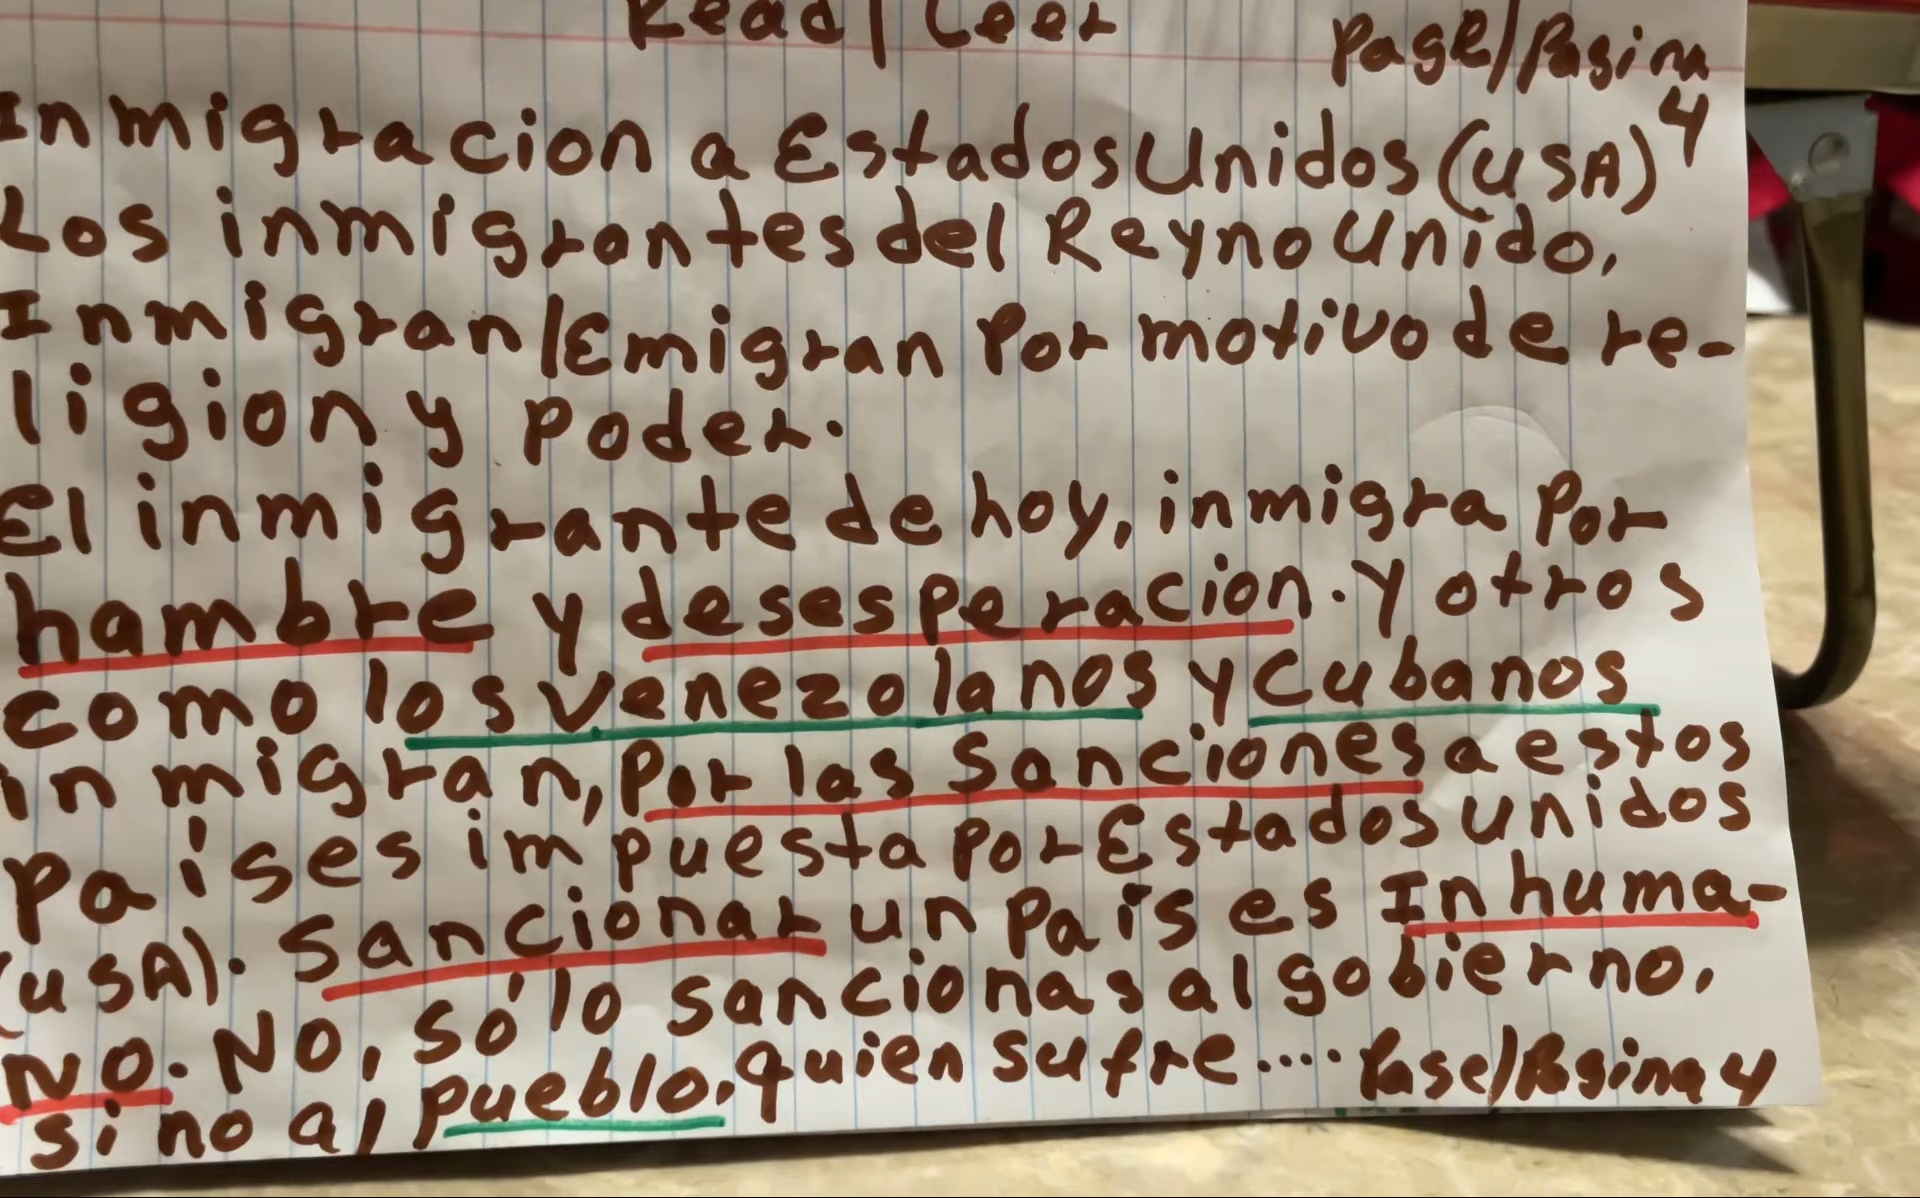 Read/Leer
Page/Pagina
4
Inmigracion a Estados Unidos (USA)
Los inmigrantes del Reyno Unido,
Inmigran/Emigran por motivo de re-
ligion y poder.
El inmigrante de hoy, inmigra por
hambre y desesperacion. Y otros
como los venezolanos y cubanos
inmigran, por las sanciones a estos
países impuesta por Estados unidos
(USA). Sancionar un país es Inhuma-
NO. NO, sólo sancionas al gobierno,
sino al pueblo, quien sufre.... Page/Pagina 4